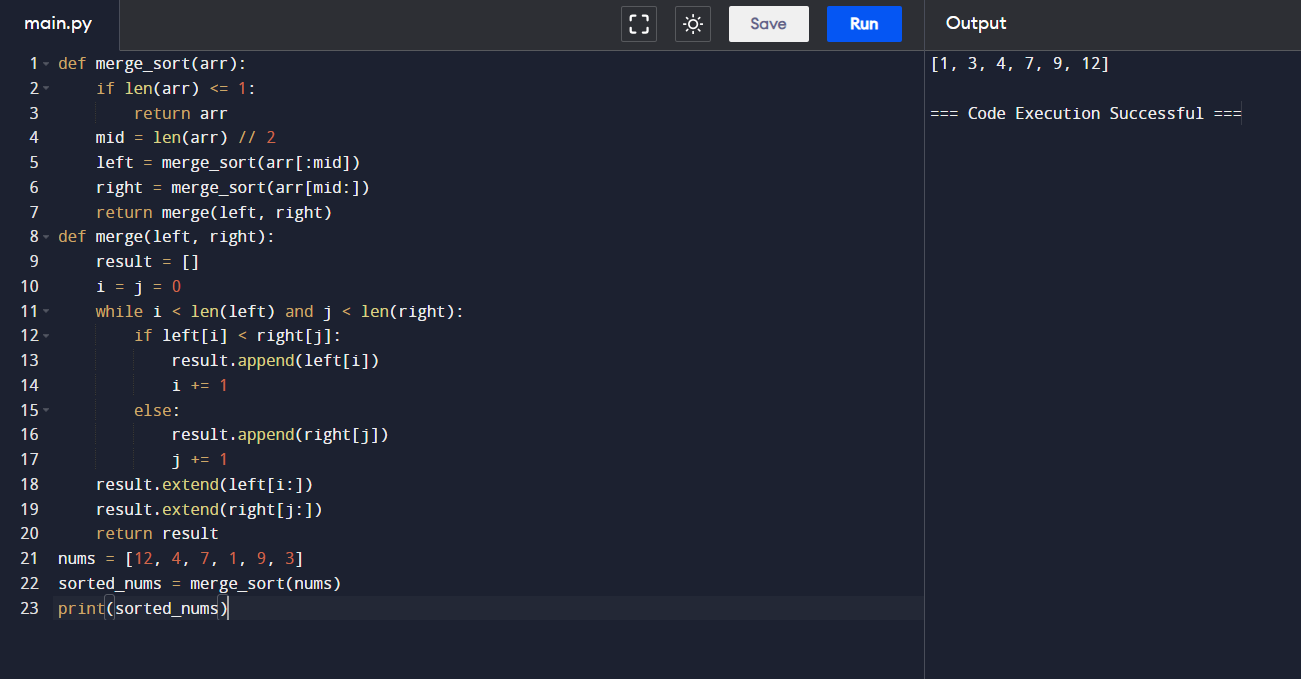 main.py
Save
Run
Output
1 def merge_sort(arr):
2     if len(arr) <= 1:
3         return arr
4     mid = len(arr) // 2
5     left = merge_sort(arr[:mid])
6     right = merge_sort(arr[mid:])
7     return merge(left, right)
8 def merge(left, right):
9     result = []
10     i = j = 0
11     while i < len(left) and j < len(right):
12         if left[i] < right[j]:
13             result.append(left[i])
14             i += 1
15         else:
16             result.append(right[j])
17             j += 1
18     result.extend(left[i:])
19     result.extend(right[j:])
20     return result
21 nums = [12, 4, 7, 1, 9, 3]
22 sorted_nums = merge_sort(nums)
23 print(sorted_nums)
[1, 3, 4, 7, 9, 12]
=== Code Execution Successful ===